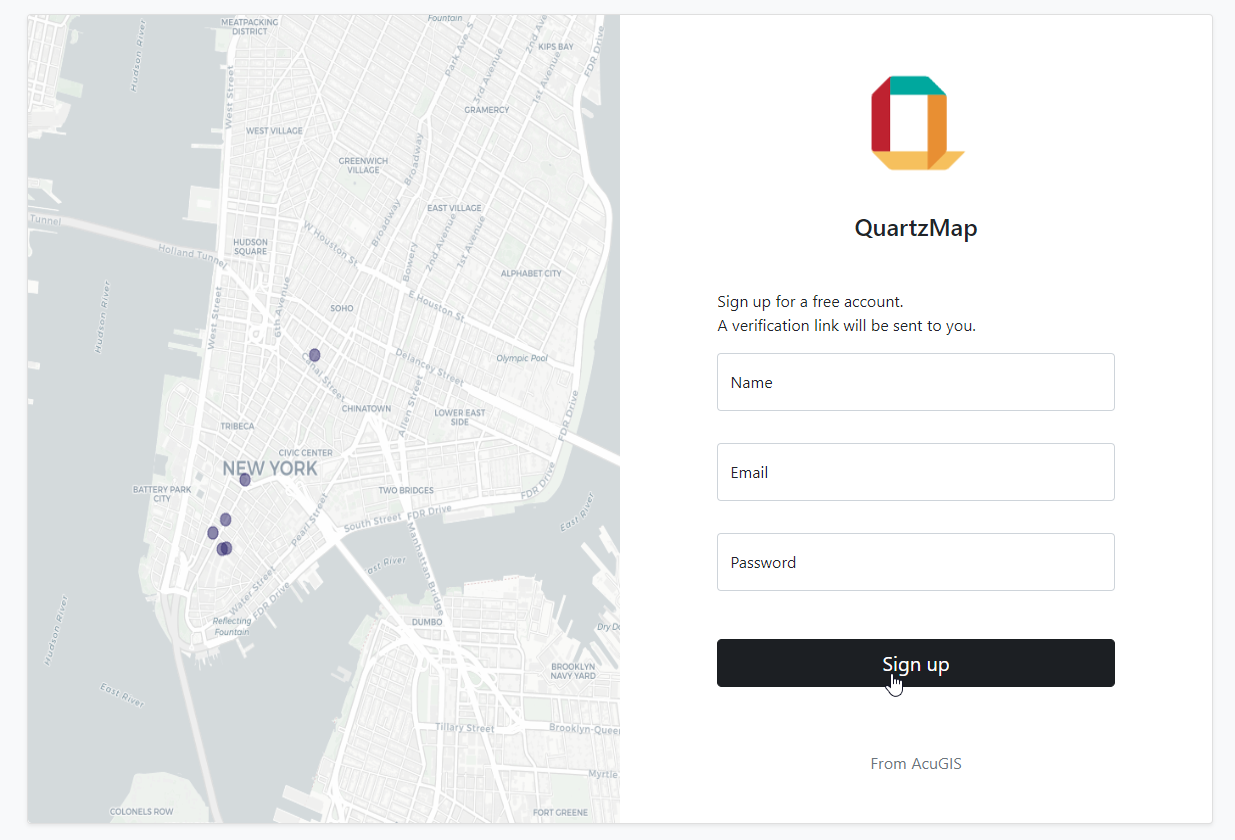 Fountain
MEATPACKING
DISTRICT
Hudson River
KIPS BAY
2nd Avenue
FDR Drive
Park Ave S
3rd Avenue
1st Avenue
GRAMERCY
West Street
WEST VILLAGE
Broadway
GREENWICH
VILLAGE
EAST VILLAGE
Tunnel
Holland Tunnel
HUDSON
SQUARE
W Houston St
Broadway
Bowery
2nd Avenue
1st Avenue
ALPHABET CITY
Hudson River
West Street
6th Avenue
SOHO
E Houston St
Canal Street
Delancey Street
Olympic Pool
Allen Street
CHINATOWN
LOWER EAST
SIDE
FDR Drive
TRIBECA
CIVIC CENTER
NEW YORK
BATTERY PARK
CITY
TWO BRIDGES
FDR Drive
Pearl Street
South Street
FDR Drive
East River
Manhattan Bridge
ast River
Water Street
FDR Drive
Reflecting
Fountain
DUMBO
Dry D
Hudson River
BROOKLYN
NAVY YARD
East River
Tillary Street
Brooklyn-Queen
Myrtle
COLONELS ROW
FORT GREENE
QuartzMap
Sign up for a free account.
A verification link will be sent to you.
Name
Email
Password
Sign up
From AcuGIS